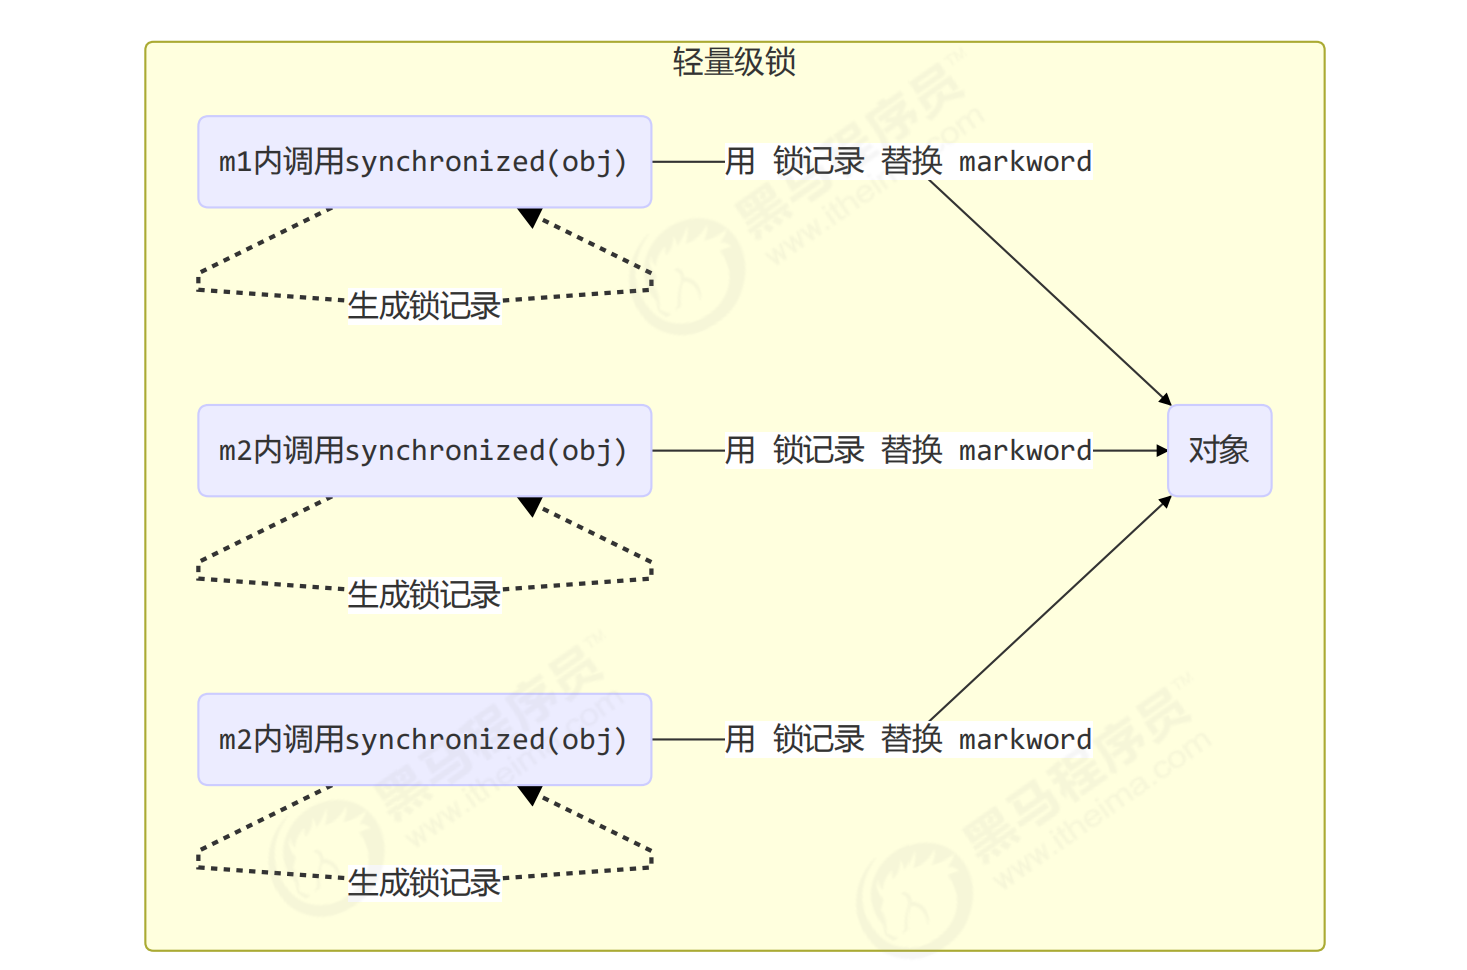 轻量级锁
m1内调用synchronized(obj)
用 锁记录 替换 markword
生成锁记录
m2内调用synchronized(obj)
用 锁记录 替换 markword
对象
生成锁记录
m2内调用synchronized(obj)
用 锁记录 替换 markword
生成锁记录
黑马程序员™
www.itheima.com
黑马程序员™
www.itheima.com
黑马程序员™
www.itheima.com